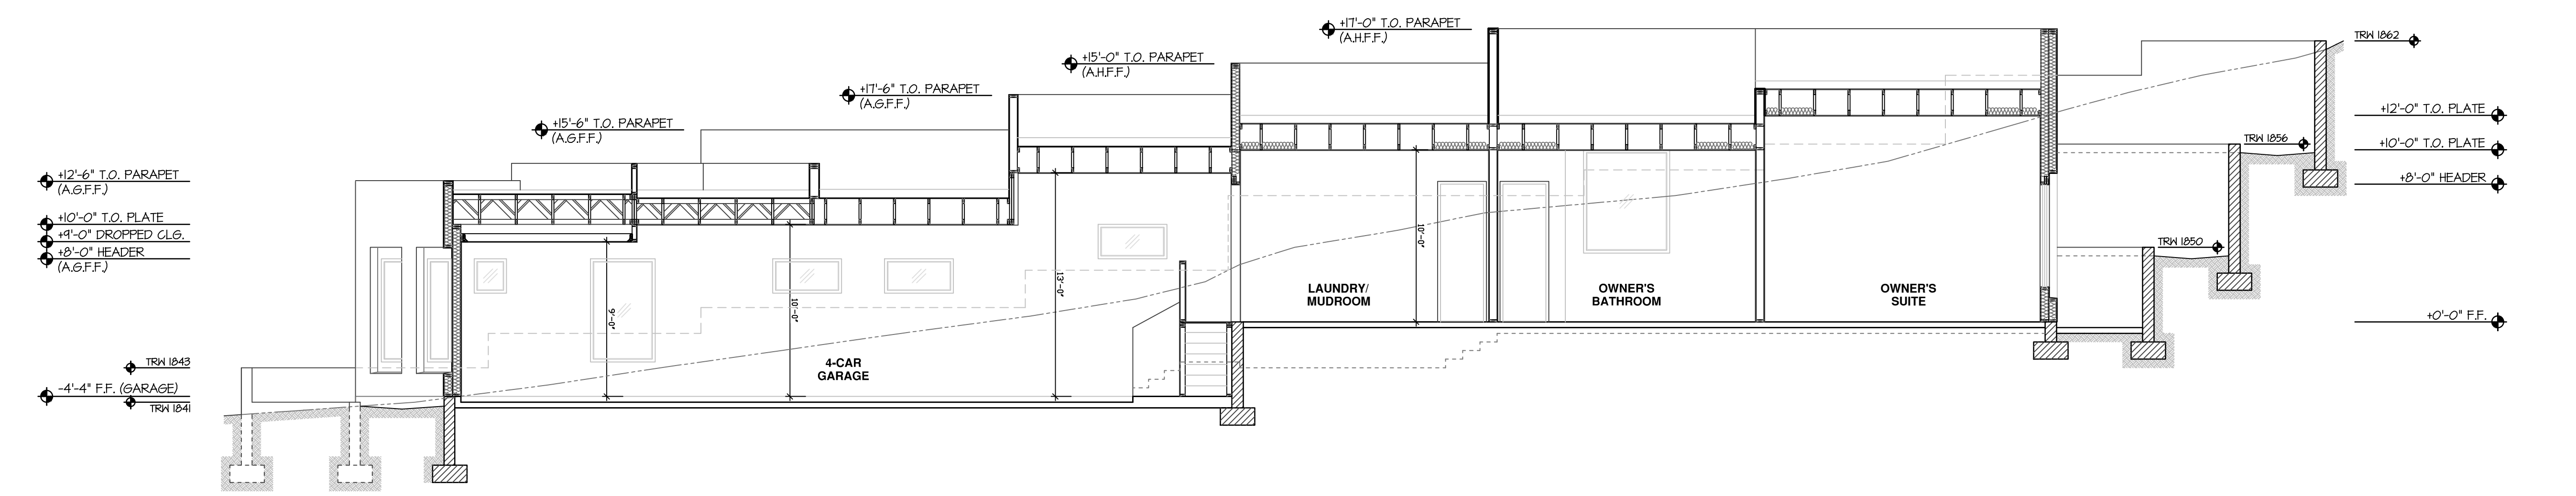 +17'-0" T.O. PARAPET
(A.H.F.F.)
+15'-0" T.O. PARAPET
(A.H.F.F.)
+17'-6" T.O. PARAPET
(A.G.F.F.)
+15'-6" T.O. PARAPET
(A.G.F.F.)
+12'-6" T.O. PARAPET
(A.G.F.F.)
+10'-0" T.O. PLATE
+9'-0" DROPPED CLG.
+8'-0" HEADER
(A.G.F.F.)
TRW 1843
-4'-4" F.F. (GARAGE)
TRW 1841
9'-0"
10'-0"
4-CAR
GARAGE
13'-0"
LAUNDRY/
MUDROOM
10'-0"
OWNER'S
BATHROOM
OWNER'S
SUITE
TRW 1862
+12'-0" T.O. PLATE
TRW 1856
+10'-0" T.O. PLATE
+8'-0" HEADER
TRW 1850
+0'-0" F.F.